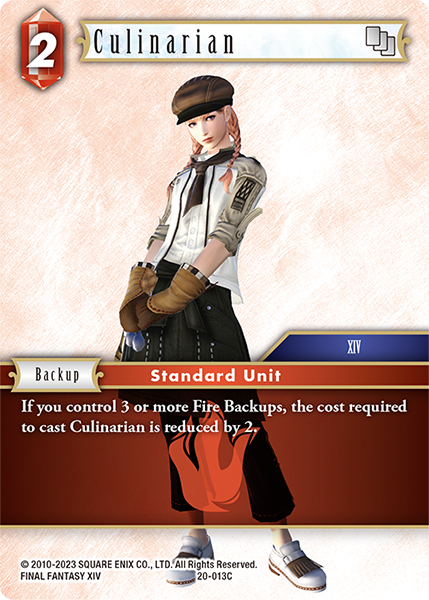 2
Culinarian
XIV
Backup
Standard Unit
If you control 3 or more Fire Backups, the cost required
to cast Culinarian is reduced by 2.
© 2010-2023 SQUARE ENIX CO., LTD. All Rights Reserved.
FINAL FANTASY XIV 20-013C